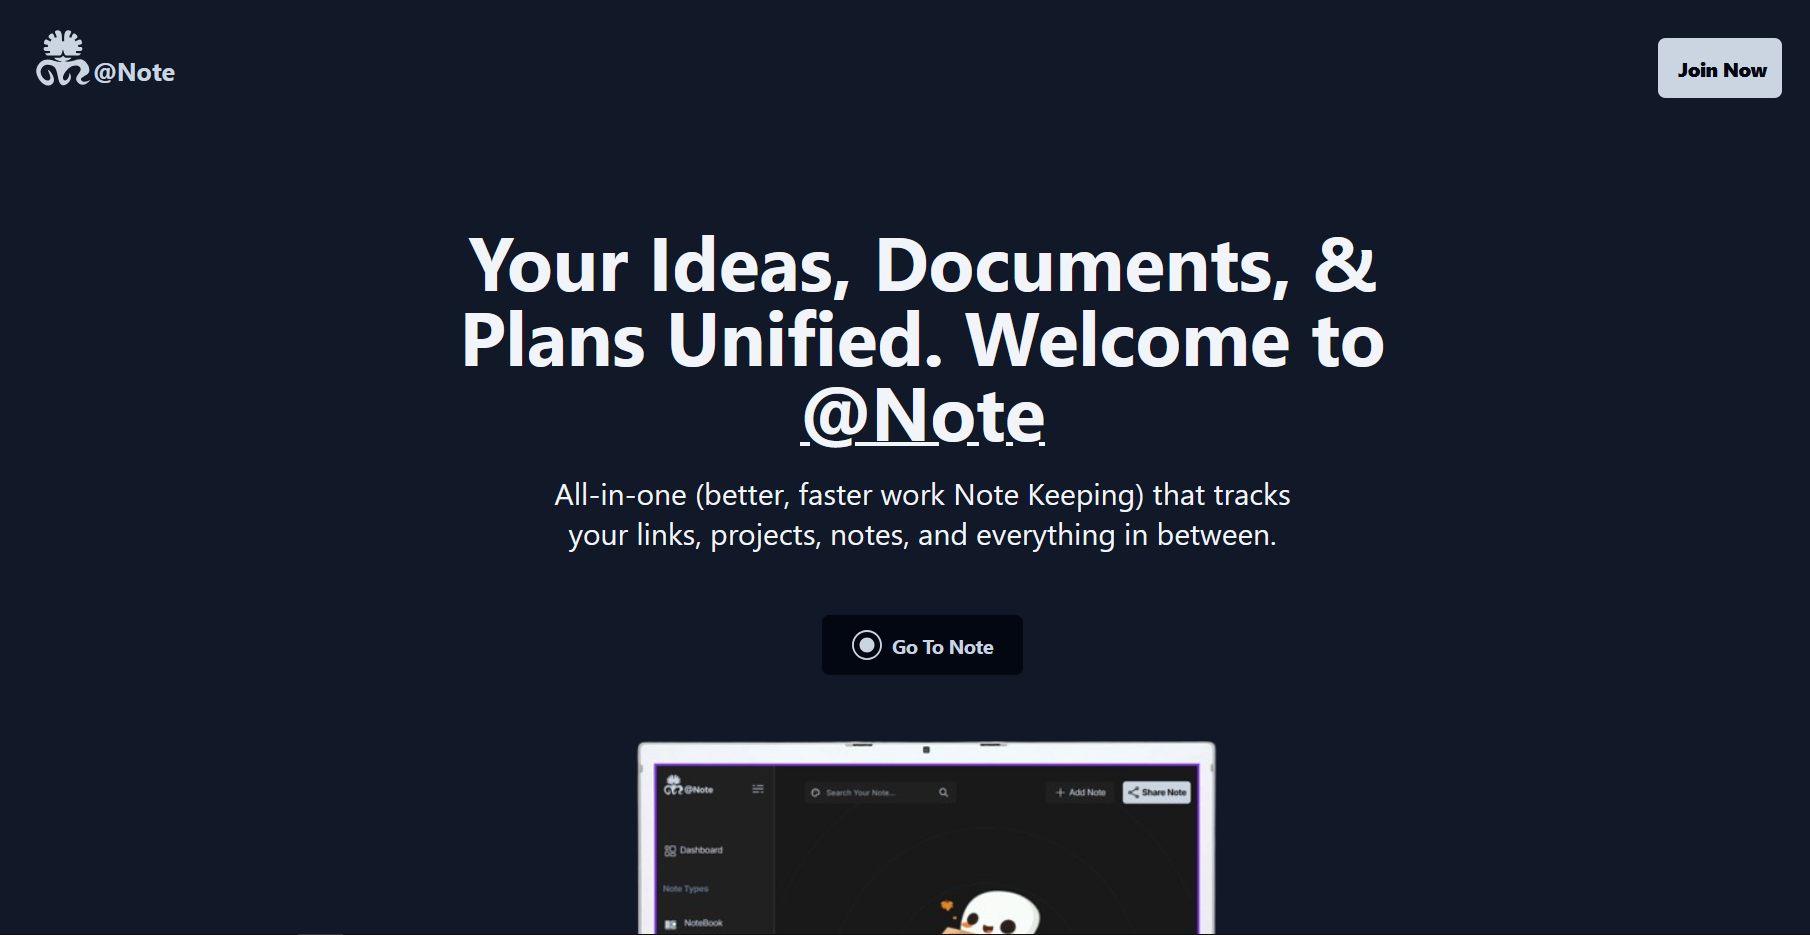 @Note
Join Now
Your Ideas, Documents, &
Plans Unified. Welcome to
@Note
All-in-one (better, faster work Note Keeping) that tracks
your links, projects, notes, and everything in between.
Go To Note
@Note
Search Your Note...
Add Note
Share Note
Dashboard
Note Types
NoteBook